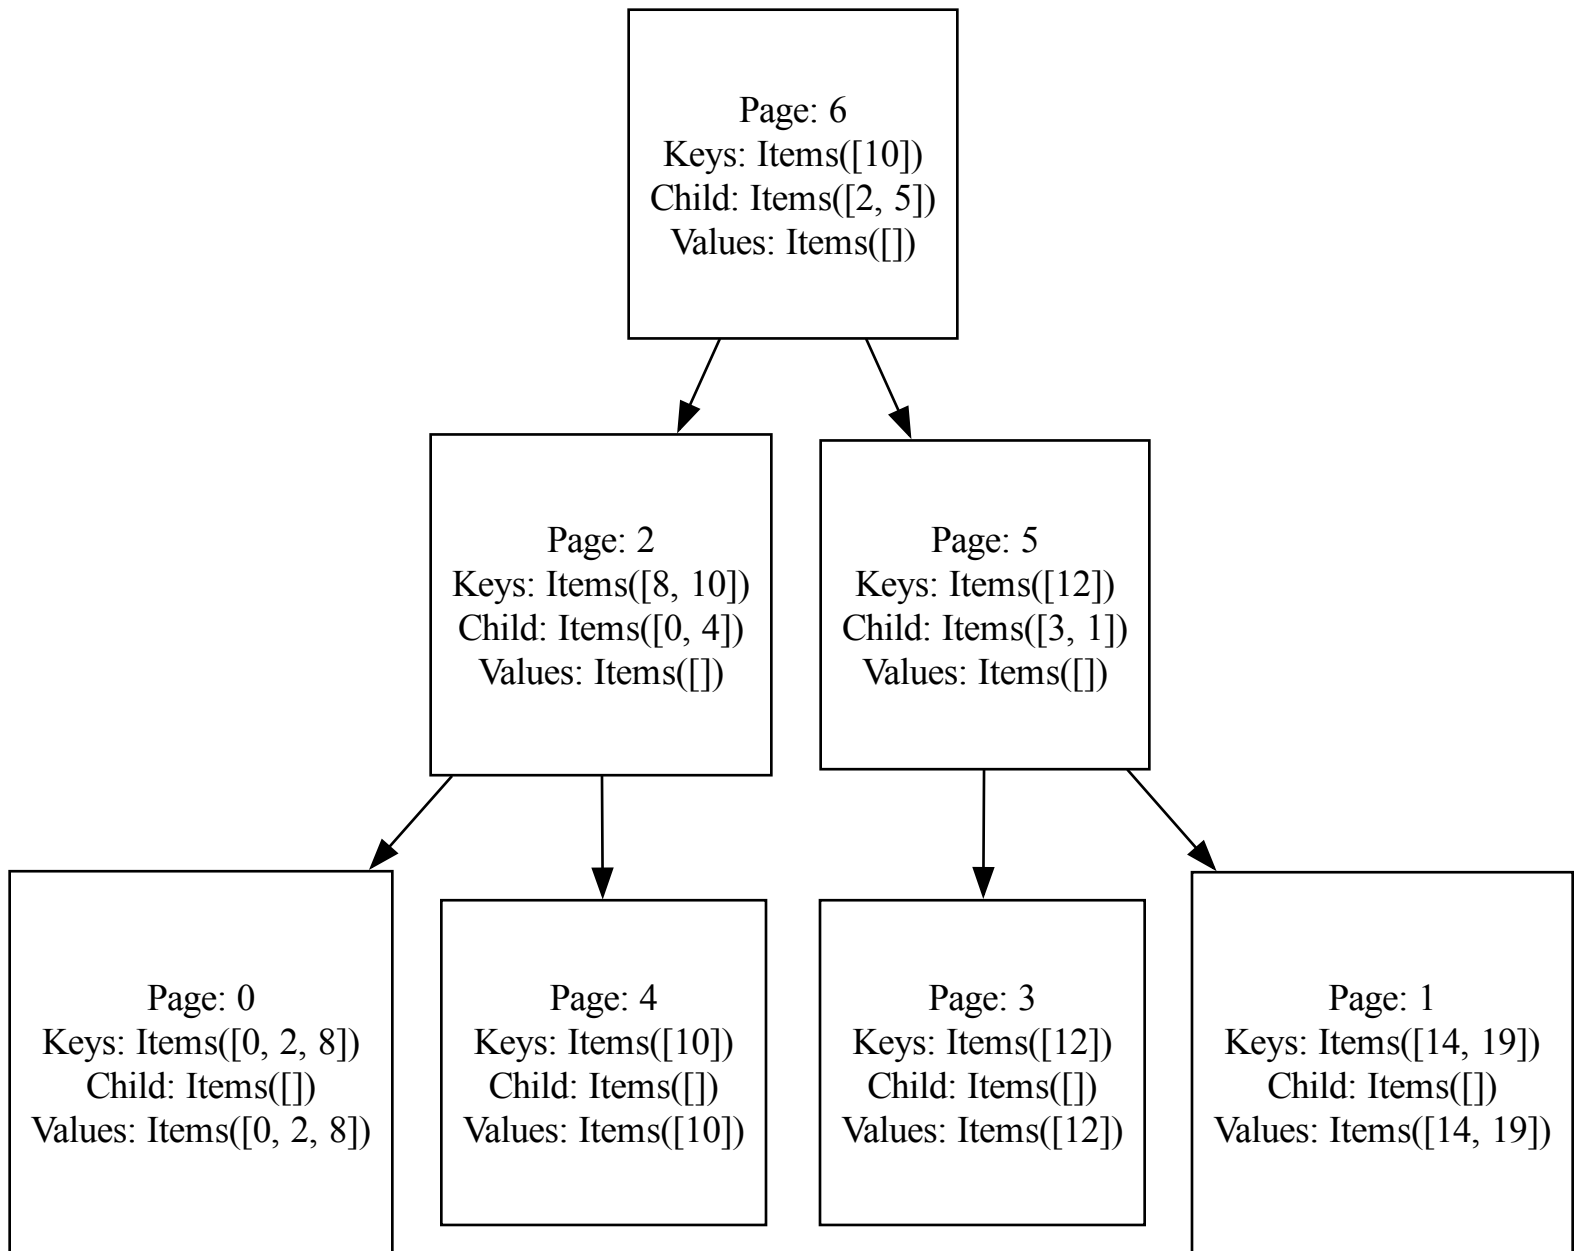 Page: 6
Keys: Items([10])
Child: Items([2, 5])
Values: Items([])
Page: 2
Keys: Items([8, 10])
Child: Items([0, 4])
Values: Items([])
Page: 5
Keys: Items([12])
Child: Items([3, 1])
Values: Items([])
Page: 0
Keys: Items([0, 2, 8])
Child: Items([])
Values: Items([0, 2, 8])
Page: 4
Keys: Items([10])
Child: Items([])
Values: Items([10])
Page: 3
Keys: Items([12])
Child: Items([])
Values: Items([12])
Page: 1
Keys: Items([14, 19])
Child: Items([])
Values: Items([14, 19])